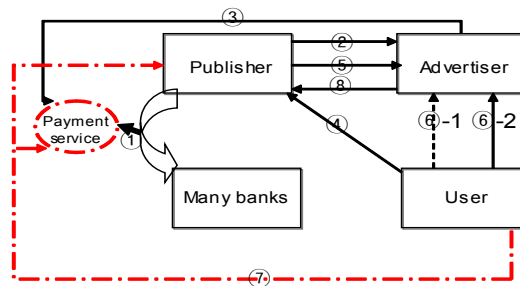 ③
②
Publisher
⑤
Advertiser
⑧
Payment
service
①
④
⑥-1
⑥-2
Many banks
User
⑦